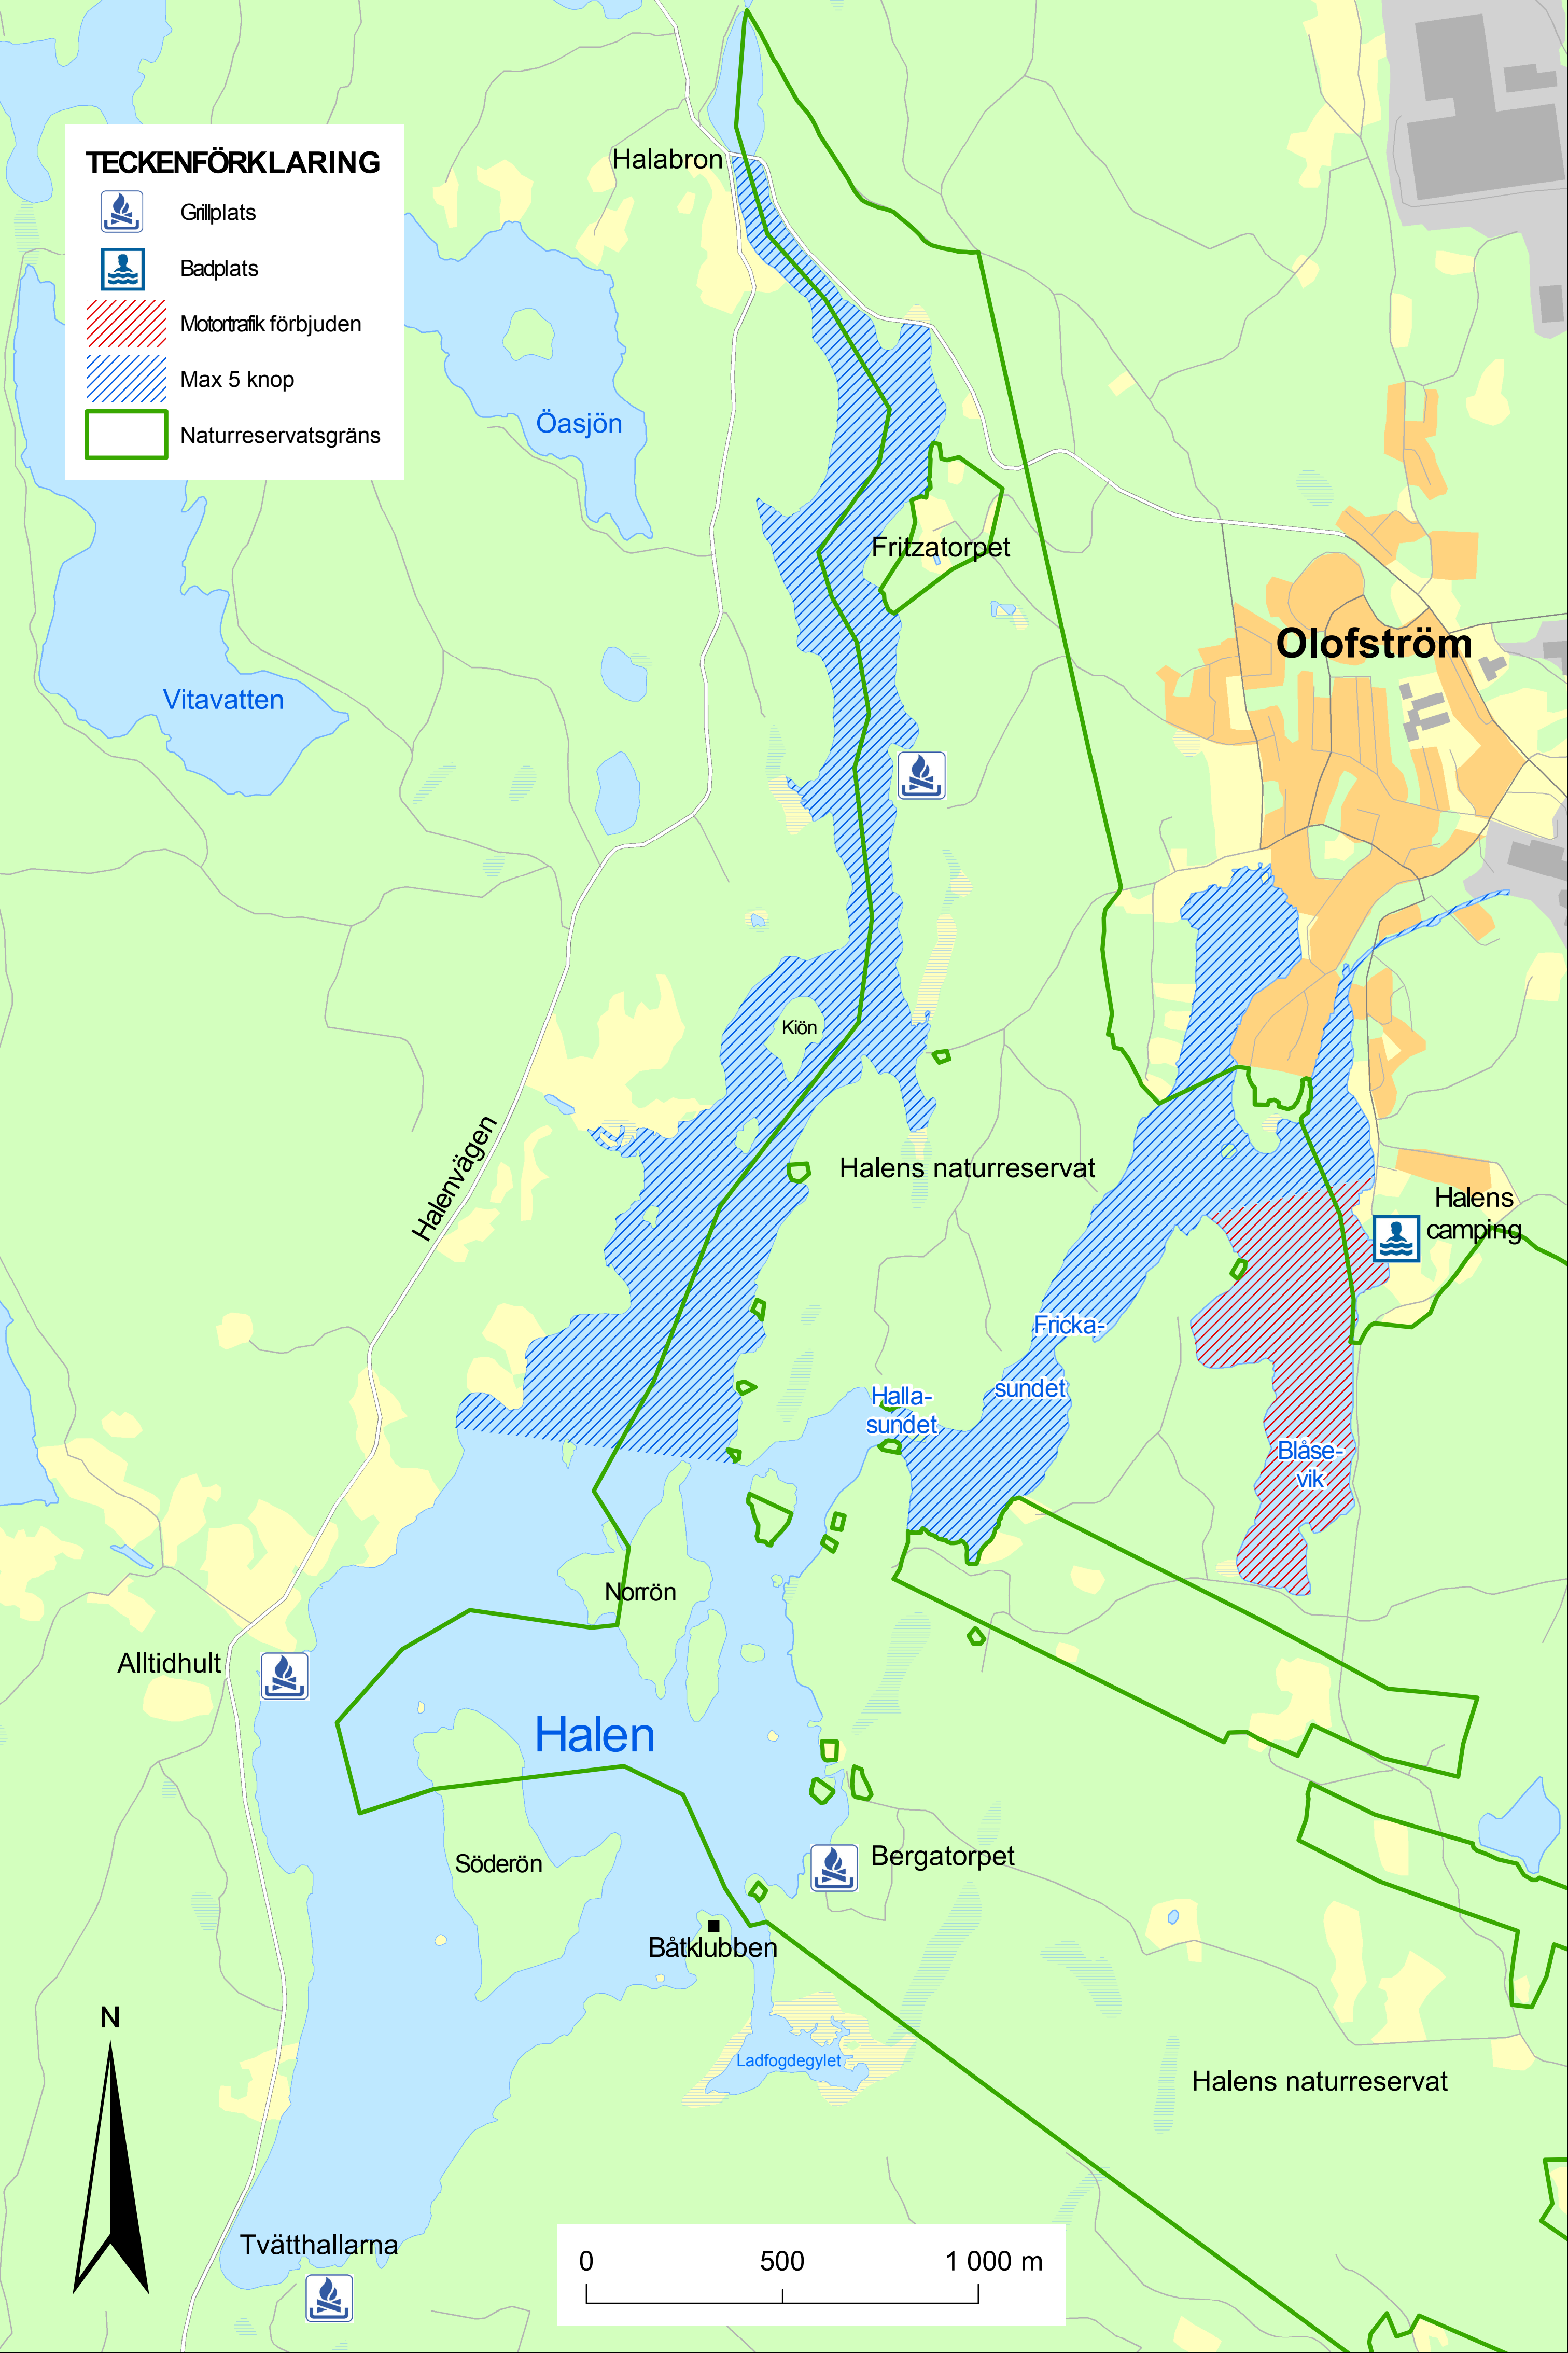 TECKENFÖRKLARING
Grillplats
Badplats
Motortrafik förbjuden
Max 5 knop
Naturreservatsgräns
Halabron
Öasjön
Fritzatorpet
Olofström
Vitavatten
Kiön
Halenvägen
Halens naturreservat
Halens
camping
Fricka-
sundet
Halla-
sundet
Blåse-
vik
Norrön
Alltidhult
Halen
Söderön
Bergatorpet
Båtklubben
N
Ladfogdegylet
Halens naturreservat
Tvätthallarna
0 500 1 000 m